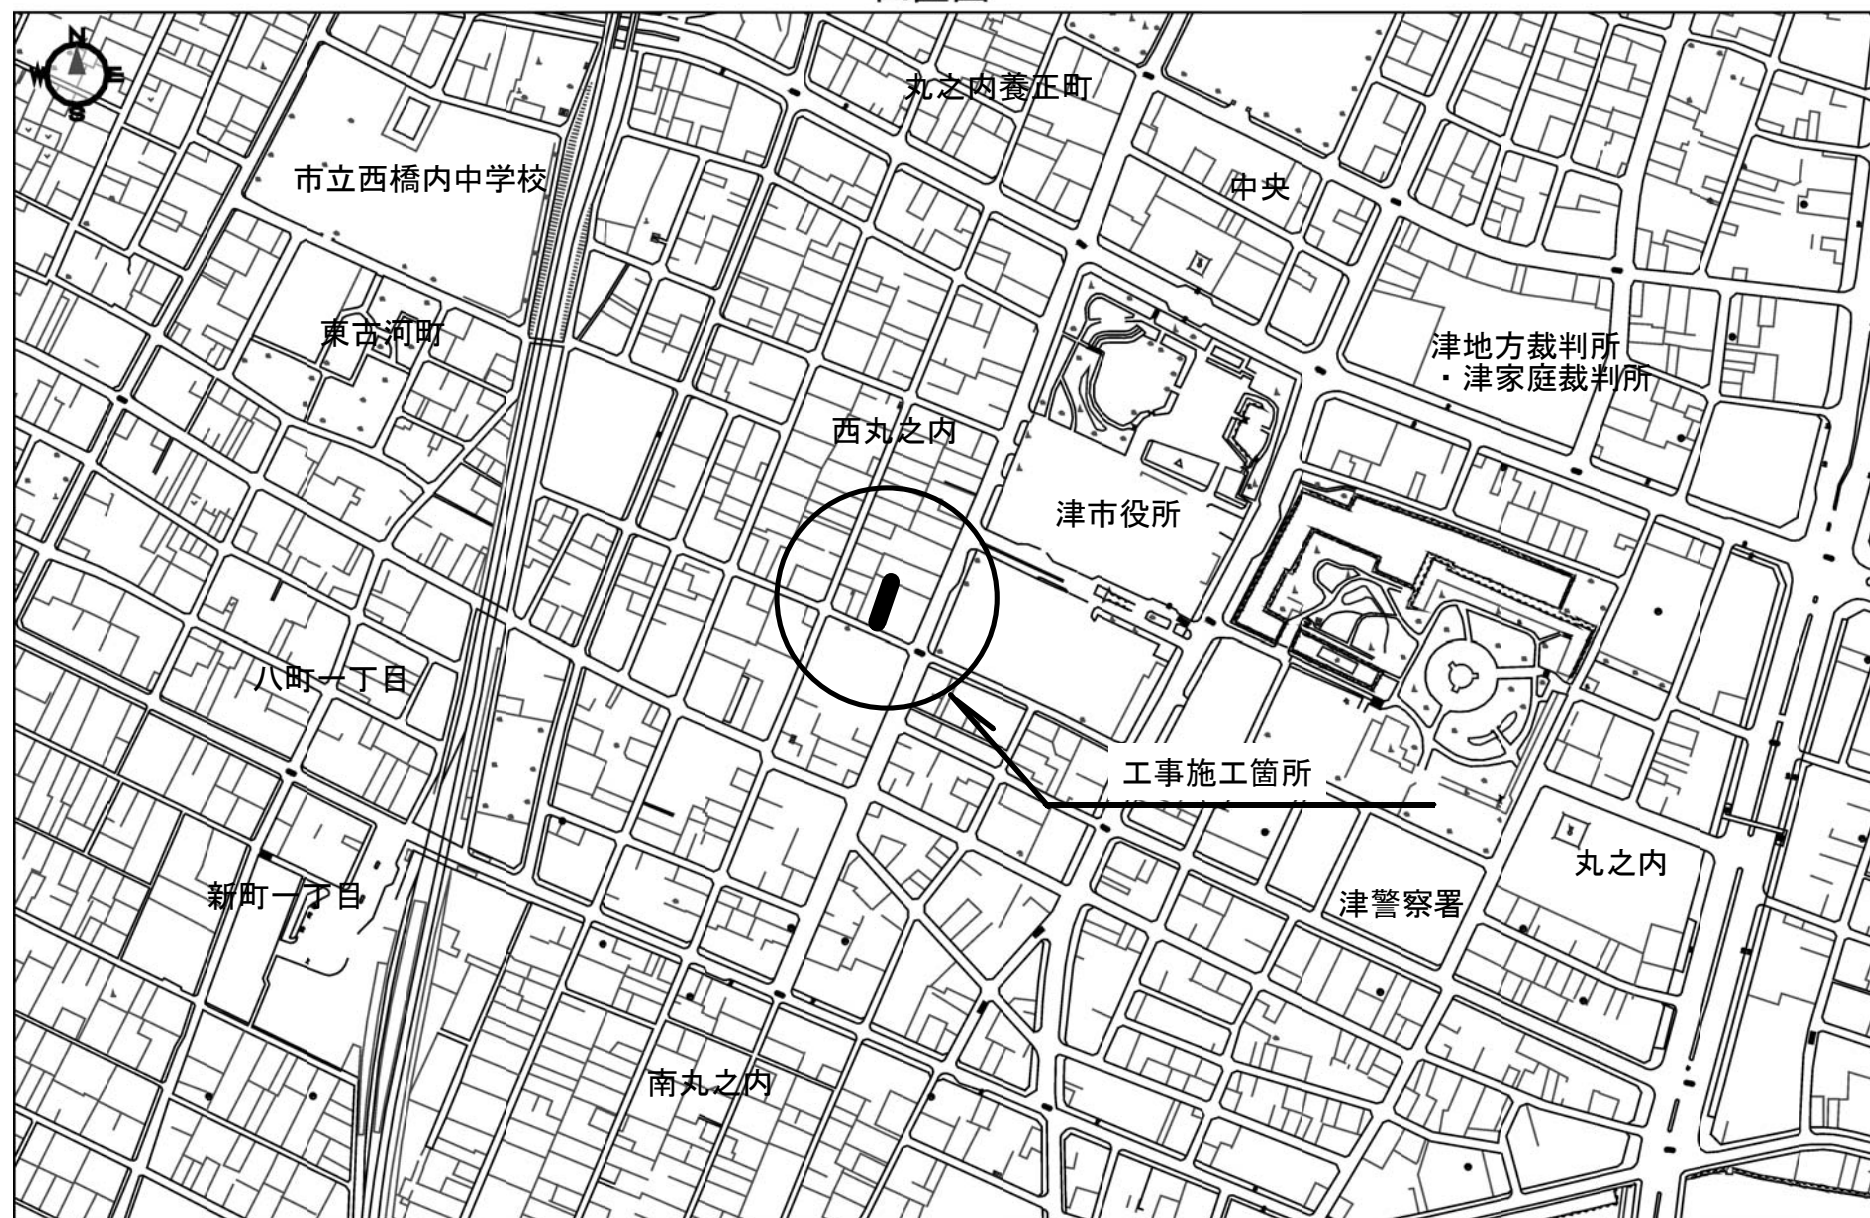 N
W
E
S
丸之内養正町
市立西橋内中学校
中央
東古河町
津地方裁判所
・津家庭裁判所
西丸之内
津市役所
八町一丁目
工事施工箇所
丸之内
新町一丁目
津警察署
南丸之内